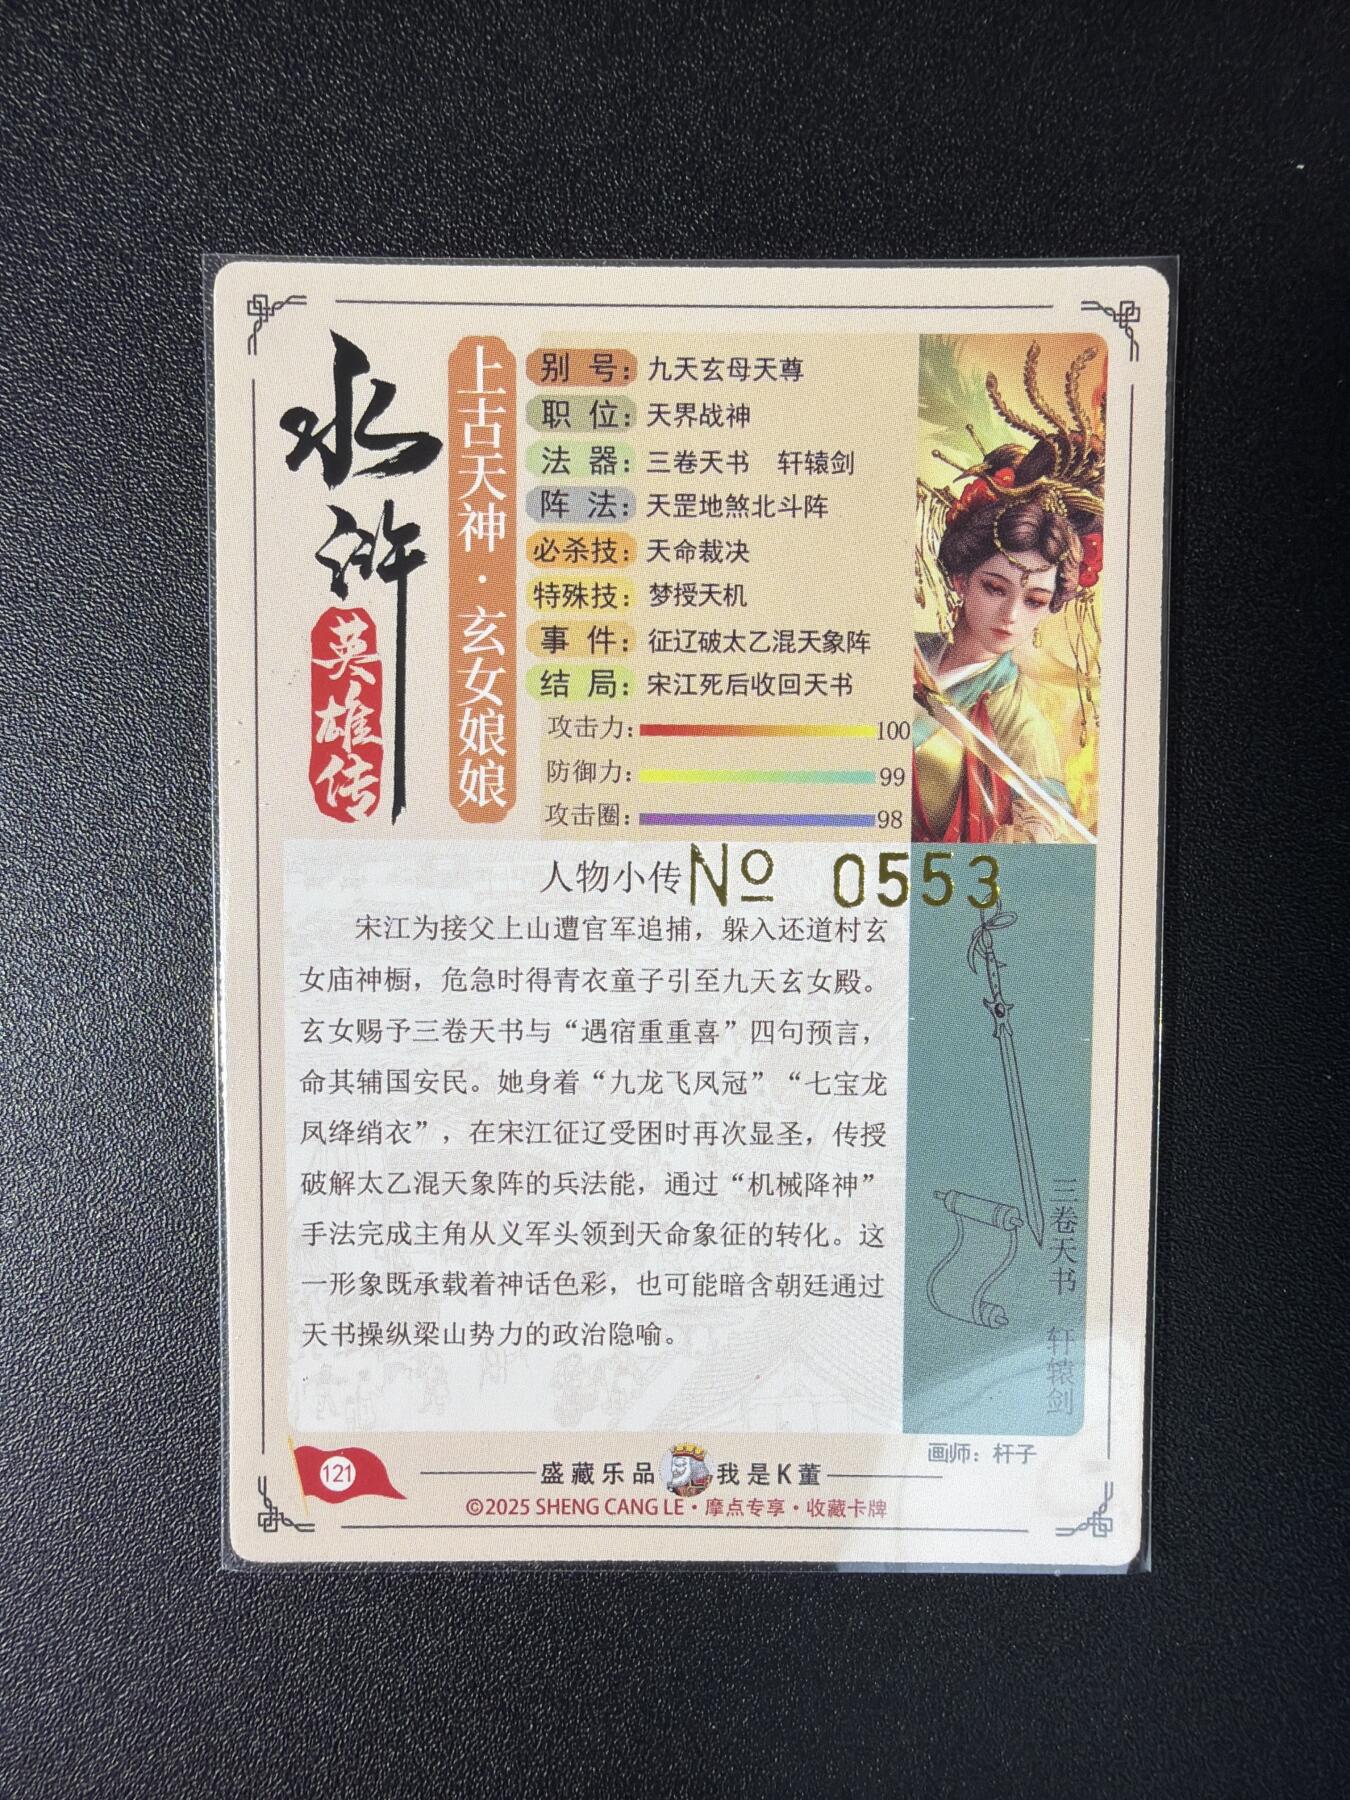 水浒
英雄传
上古天神·玄女娘娘
别号：九天玄母天尊
职位：天界战神
法器：三卷天书 轩辕剑
阵法：天罡地煞北斗阵
必杀技：天命裁决
特殊技：梦授天机
事件：征辽破太乙混天象阵
结局：宋江死后收回天书
攻击力：100
防御力：99
攻击圈：98
人物小传
№ 0553
宋江为接父上山遭官军追捕，躲入还道村玄
女庙神橱，危急时得青衣童子引至九天玄女殿。
玄女赐予三卷天书与“遇宿重重喜”四句预言，
命其辅国安民。她身着“九龙飞凤冠”“七宝龙
凤绛绡衣”，在宋江征辽受困时再次显圣，传授
破解太乙混天象阵的兵法能，通过“机械降神”
手法完成主角从义军头领到天命象征的转化。这
一形象既承载着神话色彩，也可能暗含朝廷通过
天书操纵梁山势力的政治隐喻。
三卷天书 轩辕剑
画师：杆子
121
盛藏乐品 我是K董
©2025 SHENG CANG LE·摩点专享·收藏卡牌